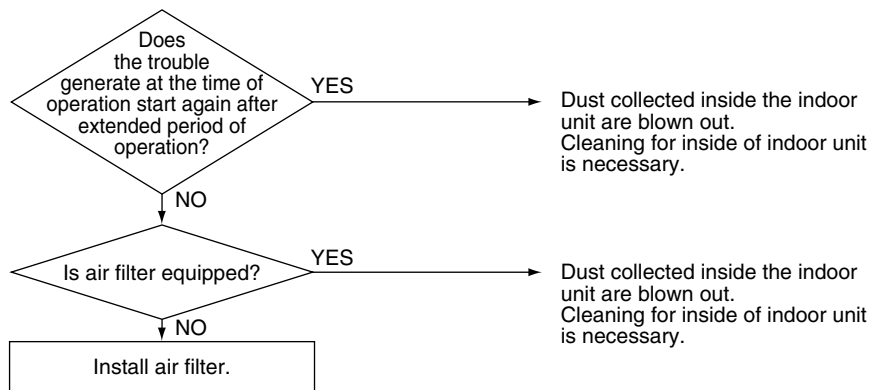 Does
the trouble
generate at the time of
operation start again after
extended period of
operation?
YES
Dust collected inside the indoor
unit are blown out.
Cleaning for inside of indoor unit
is necessary.
NO
Is air filter equipped?
YES
Dust collected inside the indoor
unit are blown out.
Cleaning for inside of indoor unit
is necessary.
NO
Install air filter.